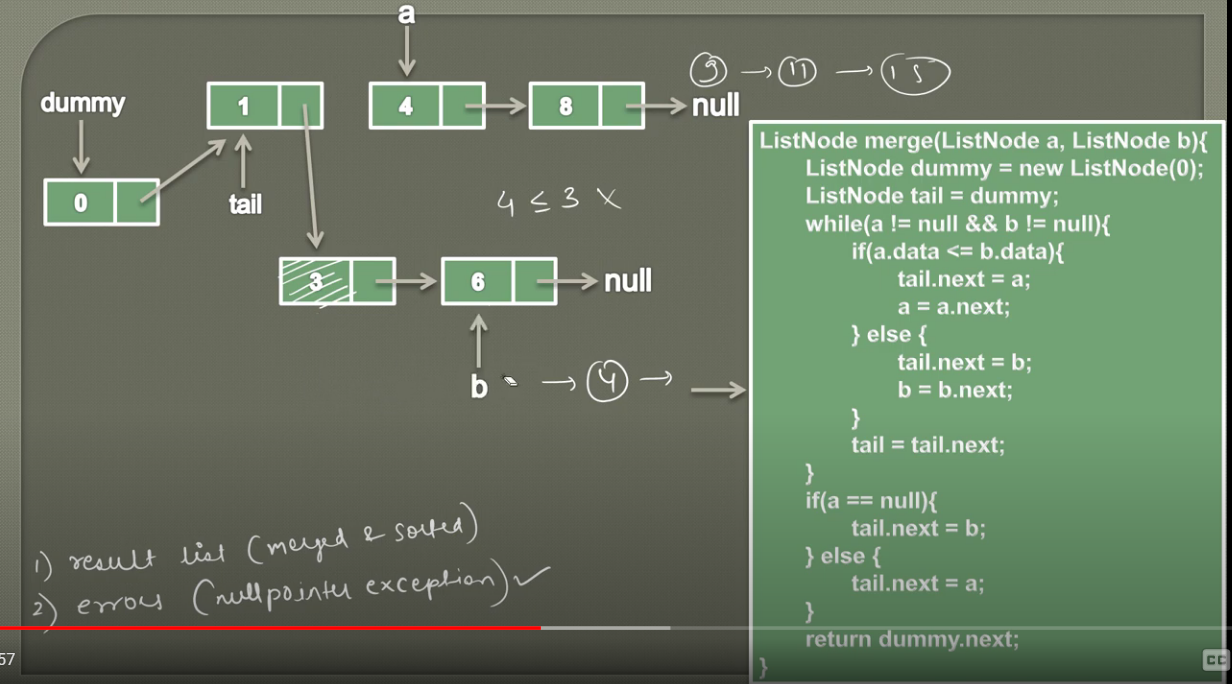 a
9 → 11 → 15
dummy
1
4
8
null
0
tail
4 ≤ 3 ×
3
6
null
b
→ 4 →
ListNode merge(ListNode a, ListNode b){
ListNode dummy = new ListNode(0);
ListNode tail = dummy;
while(a != null && b != null){
if(a.data <= b.data){
tail.next = a;
a = a.next;
} else {
tail.next = b;
b = b.next;
}
tail = tail.next;
}
if(a == null){
tail.next = b;
} else {
tail.next = a;
}
return dummy.next;
}
1) result list (merged & sorted)
2) errors (nullpointer exception) ✓
57
CC